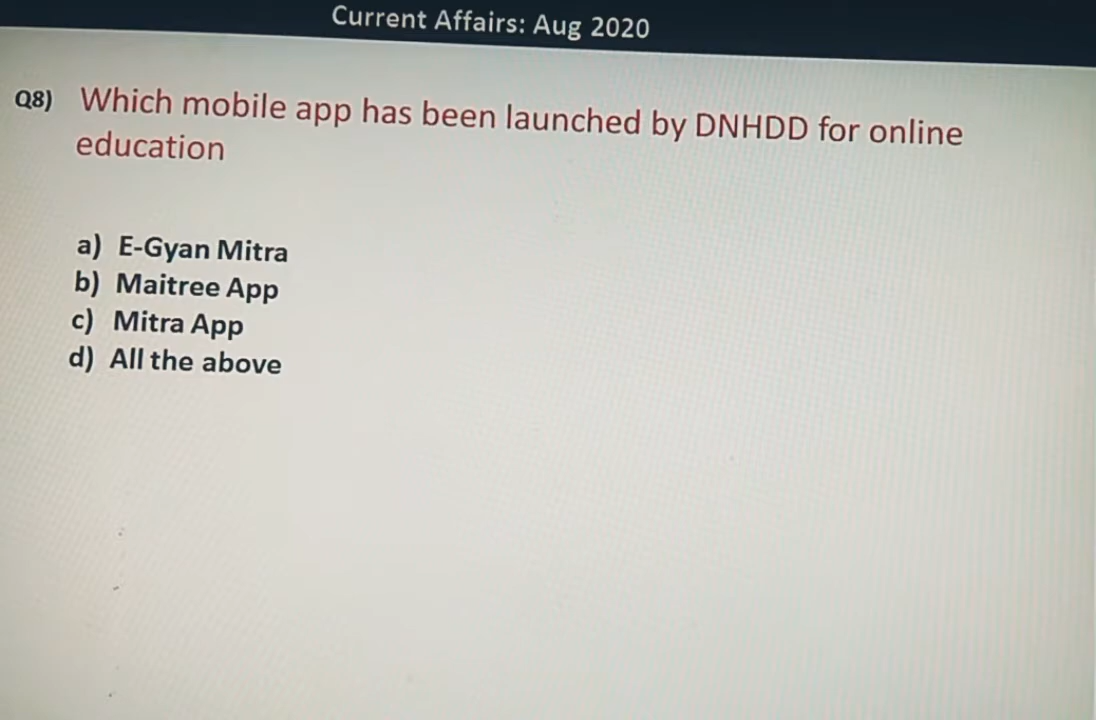 Current Affairs: Aug 2020
Q8) Which mobile app has been launched by DNHDD for online
education
a) E-Gyan Mitra
b) Maitree App
c) Mitra App
d) All the above